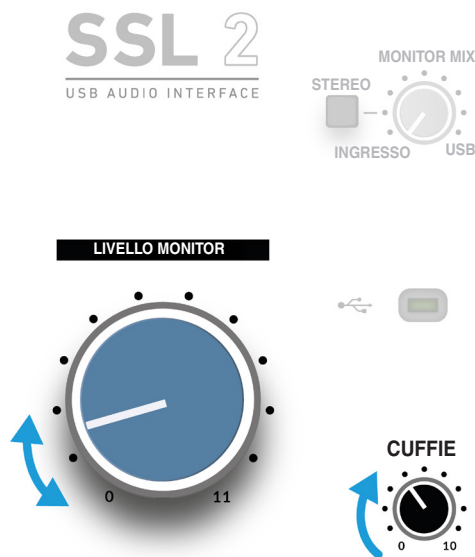 SSL 2
USB AUDIO INTERFACE
MONITOR MIX
STEREO
INGRESSO
USB
LIVELLO MONITOR
0
11
CUFFIE
0
10